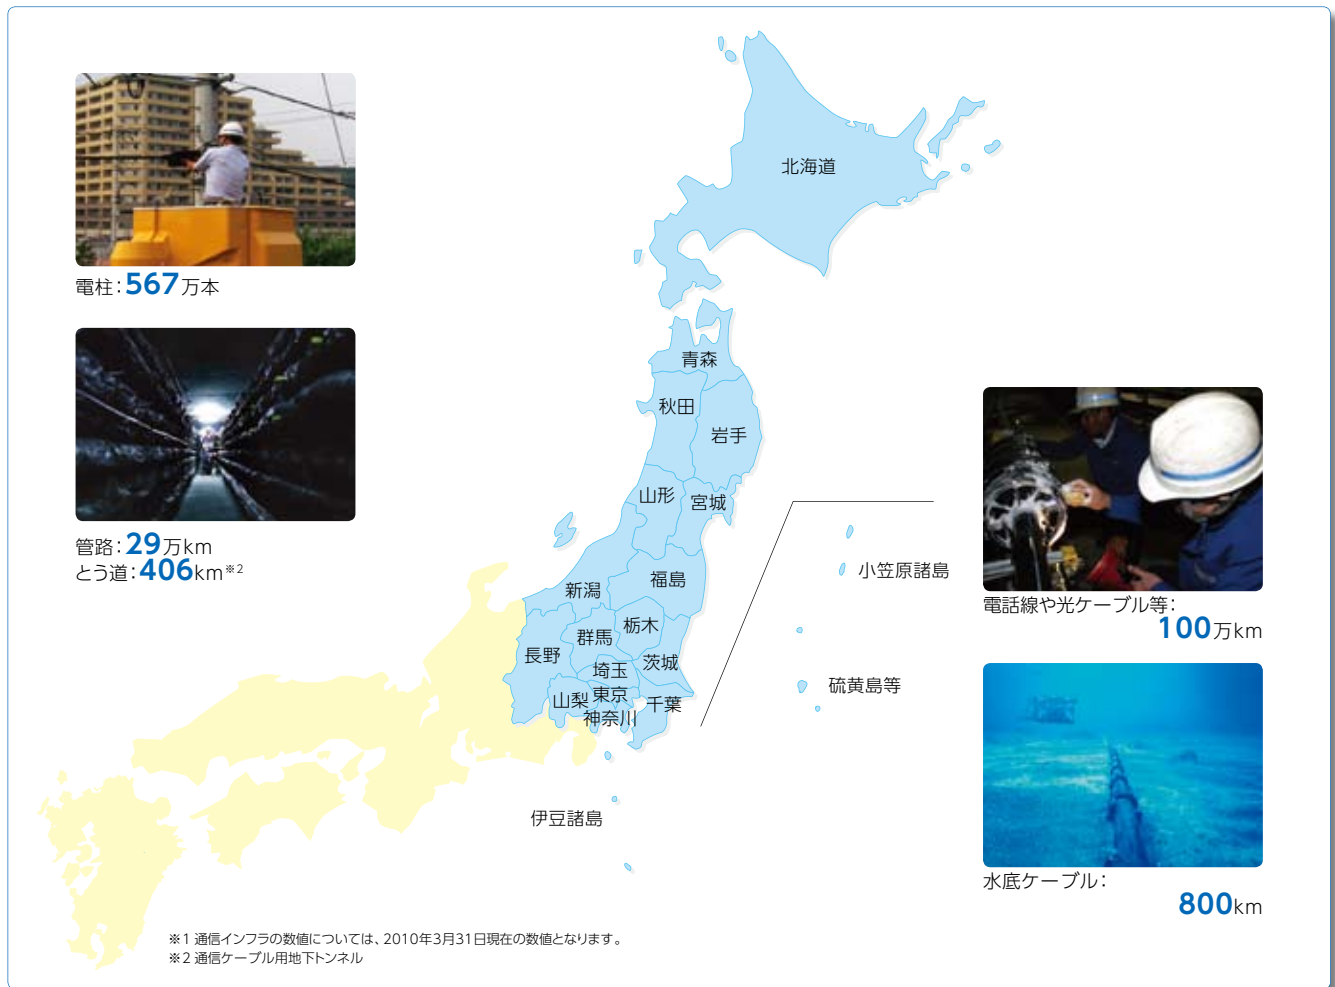 電柱：567万本
管路：29万km
とう道：406km※2
北海道
青森
秋田
岩手
山形
宮城
新潟
福島
群馬
栃木
長野
埼玉
茨城
山梨
東京
千葉
神奈川
伊豆諸島
小笠原諸島
硫黄島等
電話線や光ケーブル等：
100万km
水底ケーブル：
800km
※1 通信インフラの数値については、2010年3月31日現在の数値となります。
※2 通信ケーブル用地下トンネル